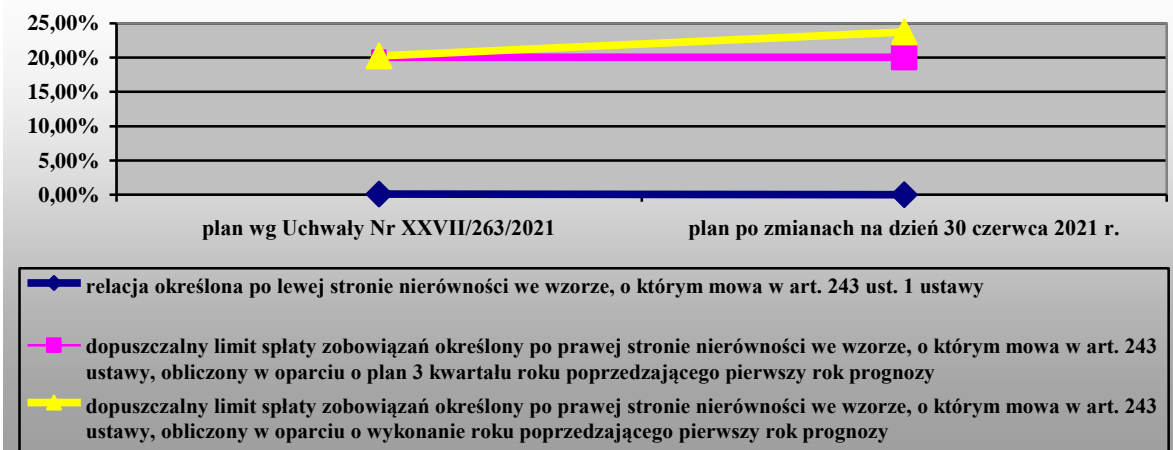 25,00%
20,00%
15,00%
10,00%
5,00%
0,00%
plan wg Uchwały Nr XXVII/263/2021
plan po zmianach na dzień 30 czerwca 2021 r.
relacja określona po lewej stronie nierówności we wzorze, o którym mowa w art. 243 ust. 1 ustawy
dopuszczalny limit spłaty zobowiązań określony po prawej stronie nierówności we wzorze, o którym mowa w art. 243
ustawy, obliczony w oparciu o plan 3 kwartału roku poprzedzającego pierwszy rok prognozy
dopuszczalny limit spłaty zobowiązań określony po prawej stronie nierówności we wzorze, o którym mowa w art. 243
ustawy, obliczony w oparciu o wykonanie roku poprzedzającego pierwszy rok prognozy